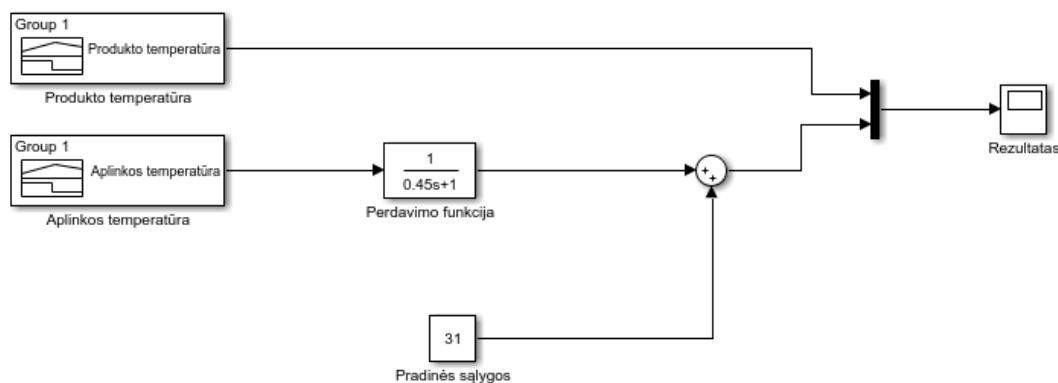 Group 1
Produkto temperatūra
Produkto temperatūra
Rezultatas
Group 1
Aplinkos temperatūra
Aplinkos temperatūra
1
0.45s+1
Perdavimo funkcija
+
+
31
Pradinės sąlygos